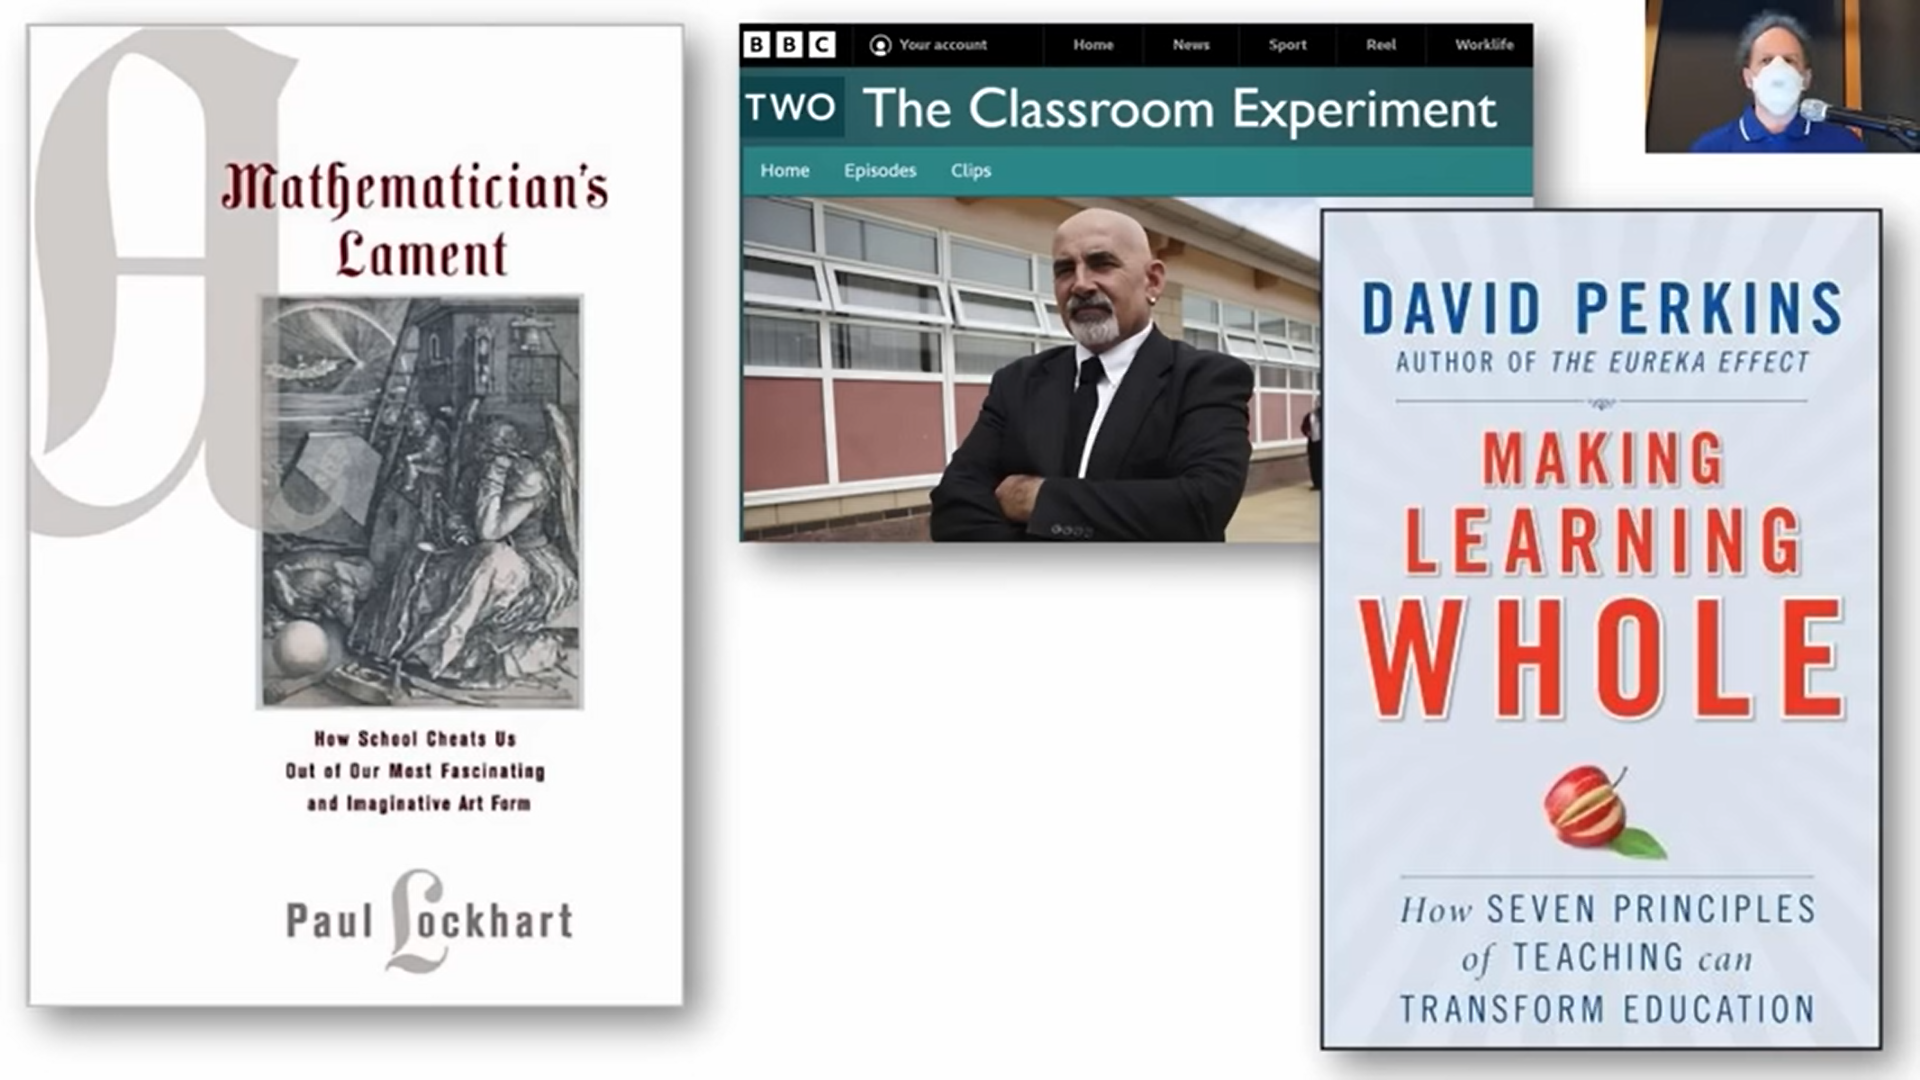 A
Mathematician's
Lament
How School Cheats Us
Out of Our Most Fascinating
and Imaginative Art Form
Paul Lockhart
BBC Your account Home News Sport Reel Worklife
TWO The Classroom Experiment
Home Episodes Clips
DAVID PERKINS
AUTHOR OF THE EUREKA EFFECT
MAKING
LEARNING
WHOLE
How SEVEN PRINCIPLES
of TEACHING can
TRANSFORM EDUCATION